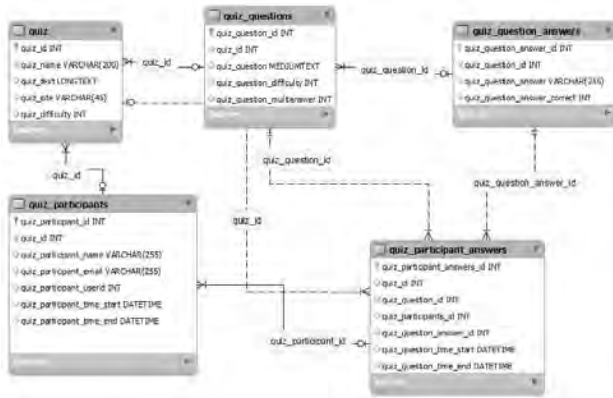 quiz
quiz_id INT
quiz_name VARCHAR(200)
quiz_text LONGTEXT
quiz_site VARCHAR(45)
quiz_difficulty INT
quiz_questions
quiz_question_id INT
quiz_id INT
quiz_question MEDIUMTEXT
quiz_question_difficulty INT
quiz_question_multianswer INT
quiz_question_answers
quiz_question_answer_id INT
quiz_question_id INT
quiz_question_answer VARCHAR(255)
quiz_question_answer_correct INT
quiz_id
quiz_question_id
quiz_question_id
quiz_id
quiz_question_answer_id
quiz_id
quiz_participants
quiz_participant_id INT
quiz_id INT
quiz_participant_name VARCHAR(255)
quiz_participant_email VARCHAR(255)
quiz_participant_userid INT
quiz_participant_time_start DATETIME
quiz_participant_time_end DATETIME
quiz_participant_answers
quiz_participant_answers_id INT
quiz_id INT
quiz_question_id INT
quiz_participants_id INT
quiz_question_answer_id INT
quiz_question_time_start DATETIME
quiz_question_time_end DATETIME
quiz_participant_id